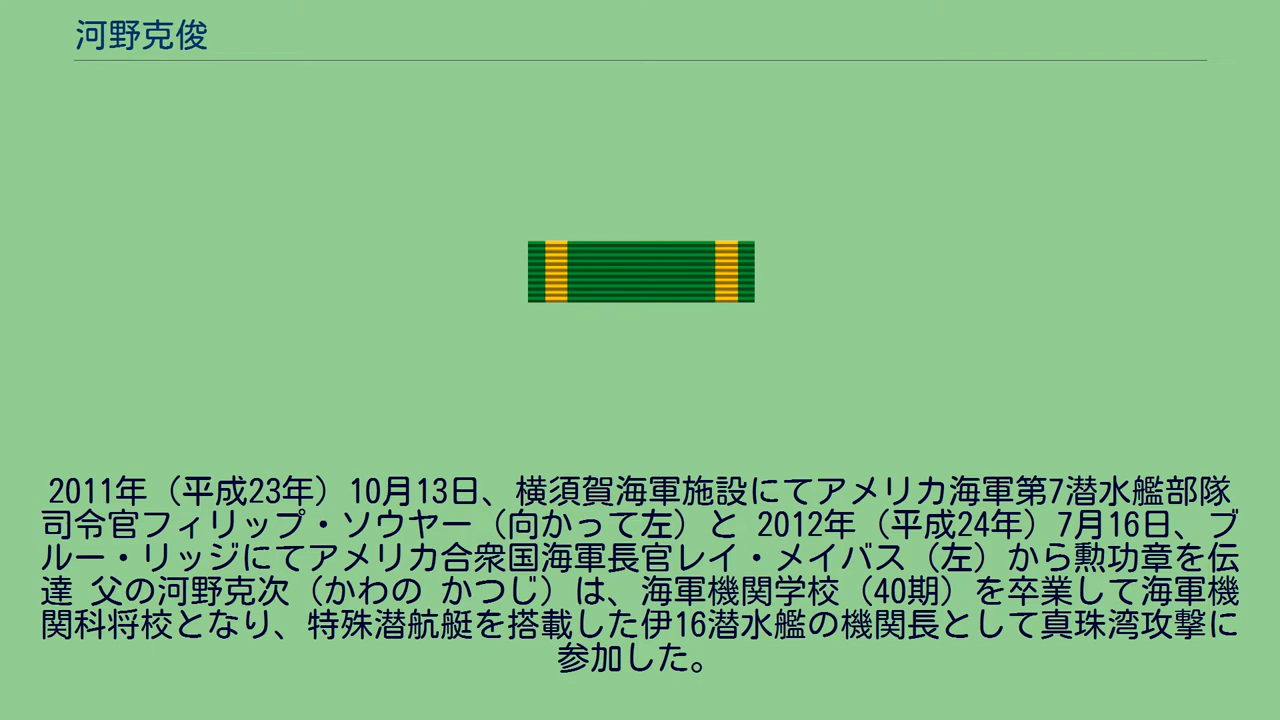 河野克俊
2011年（平成23年）10月13日、横須賀海軍施設にてアメリカ海軍第7潜水艦部隊
司令官フィリップ・ソウヤー（向かって左）と 2012年（平成24年）7月16日、ブ
ルー・リッジにてアメリカ合衆国海軍長官レイ・メイバス（左）から勲功章を伝
達 父の河野克次（かわの かつじ）は、海軍機関学校（40期）を卒業して海軍機
関科将校となり、特殊潜航艇を搭載した伊16潜水艦の機関長として真珠湾攻撃に
参加した。